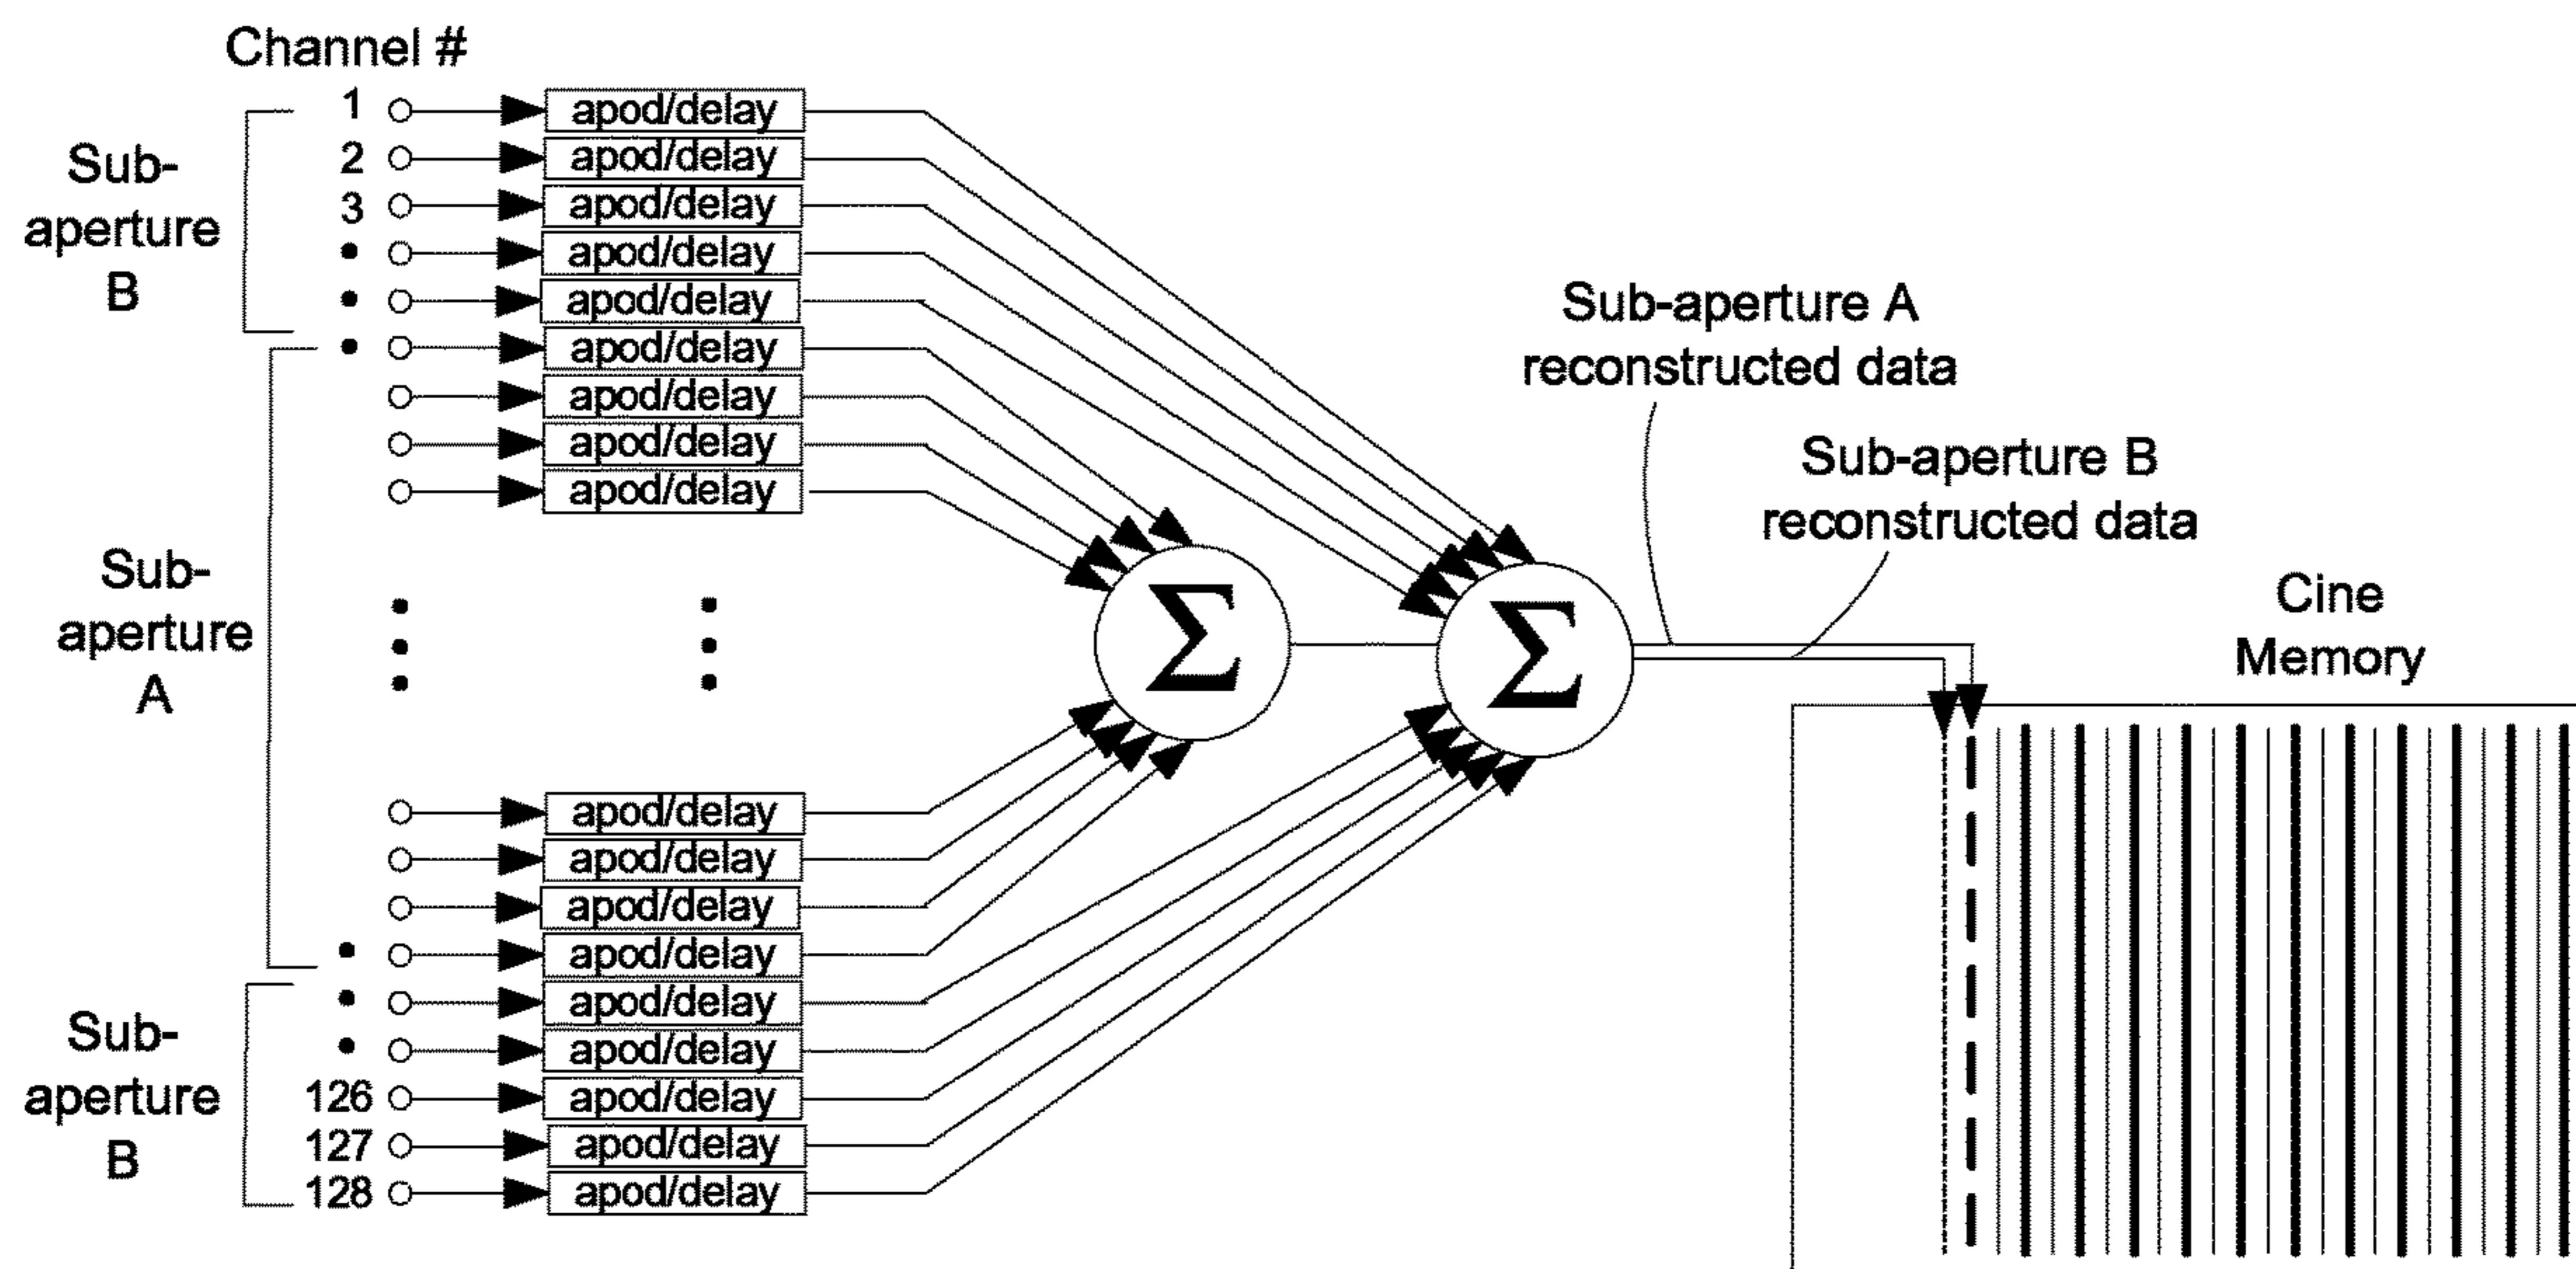 Channel #
1
2
3
Sub-
aperture
B
apod/delay
apod/delay
apod/delay
apod/delay
apod/delay
apod/delay
apod/delay
apod/delay
apod/delay
Sub-
aperture
A
Σ
Σ
Sub-aperture A
reconstructed data
Sub-aperture B
reconstructed data
Cine
Memory
apod/delay
apod/delay
apod/delay
apod/delay
apod/delay
apod/delay
apod/delay
apod/delay
apod/delay
Sub-
aperture
B
126
127
128